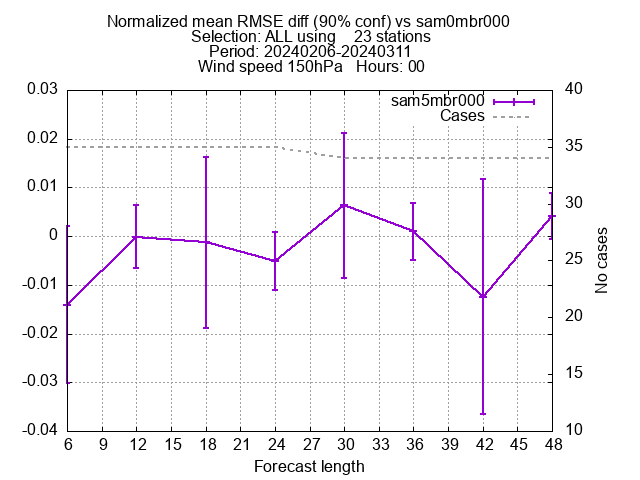 Normalized mean RMSE diff (90% conf) vs sam0mbr000
Selection: ALL using    23 stations
Period: 20240206-20240311
Wind speed 150hPa   Hours: 00
sam5mbr000
Cases
0.03
0.02
0.01
0
-0.01
-0.02
-0.03
-0.04
40
35
30
25
20
15
10
No cases
6 9 12 15 18 21 24 27 30 33 36 39 42 45 48
Forecast length